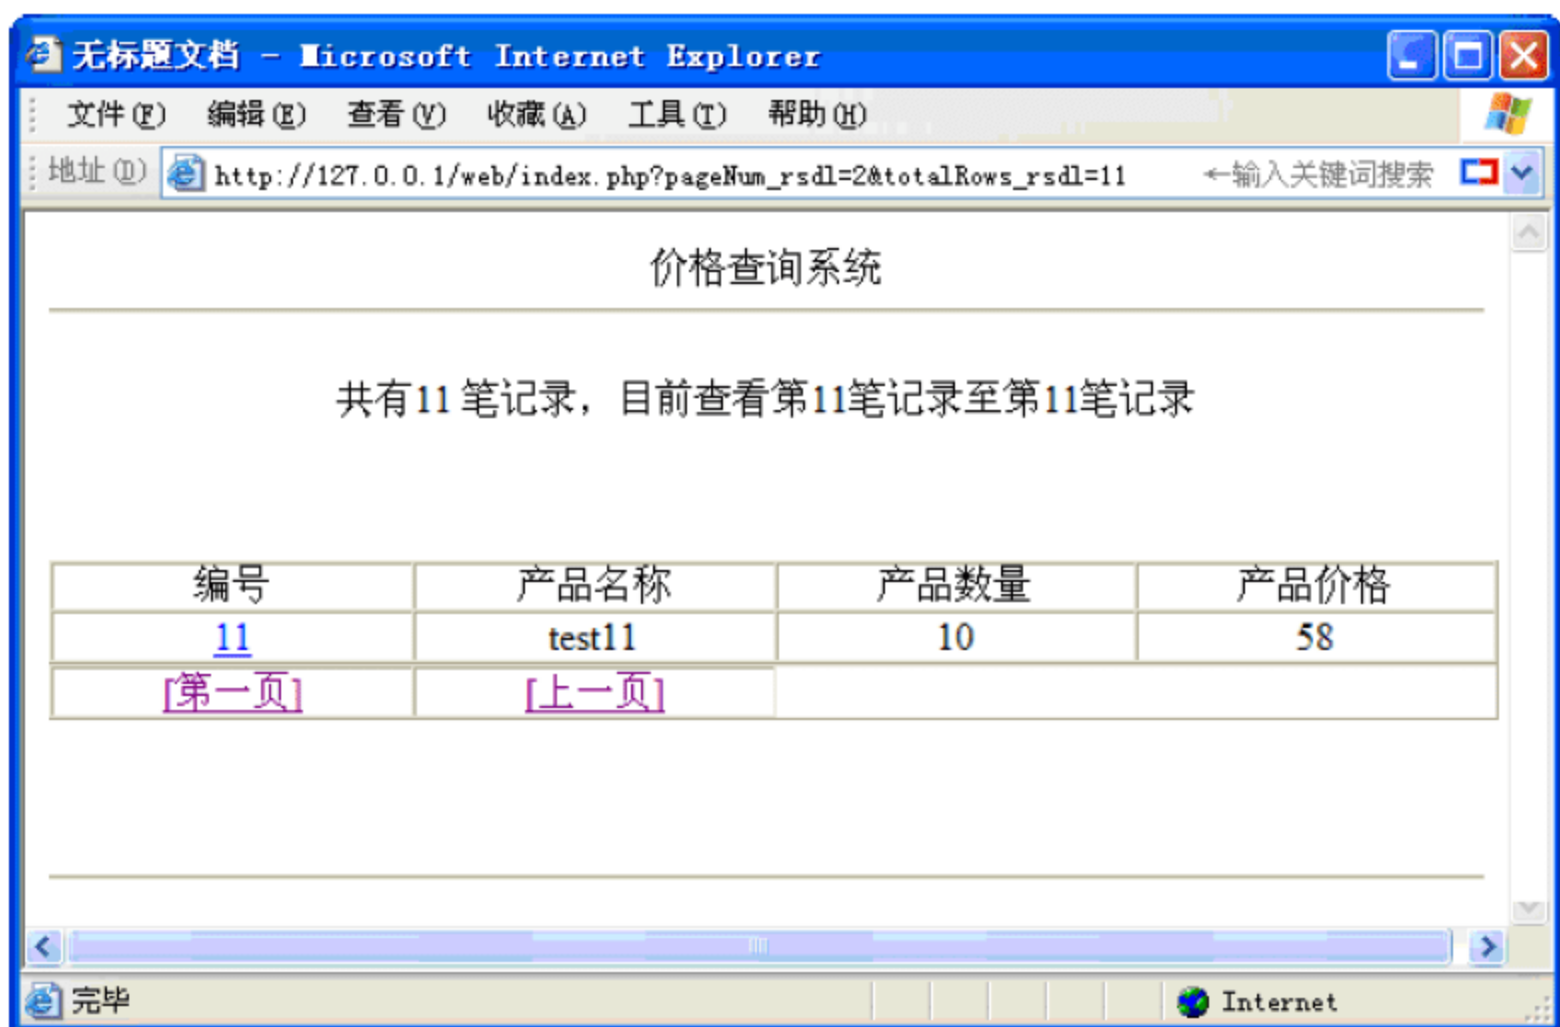 无标题文档 - Microsoft Internet Explorer
文件(F) 编辑(E) 查看(V) 收藏(A) 工具(T) 帮助(H)
地址(D) http://127.0.0.1/web/index.php?pageNum_rsdl=2&totalRows_rsdl=11 ←输入关键词搜索
价格查询系统
共有11 笔记录，目前查看第11笔记录至第11笔记录
编号 产品名称 产品数量 产品价格
11 test11 10 58
[第一页] [上一页]
完毕 Internet